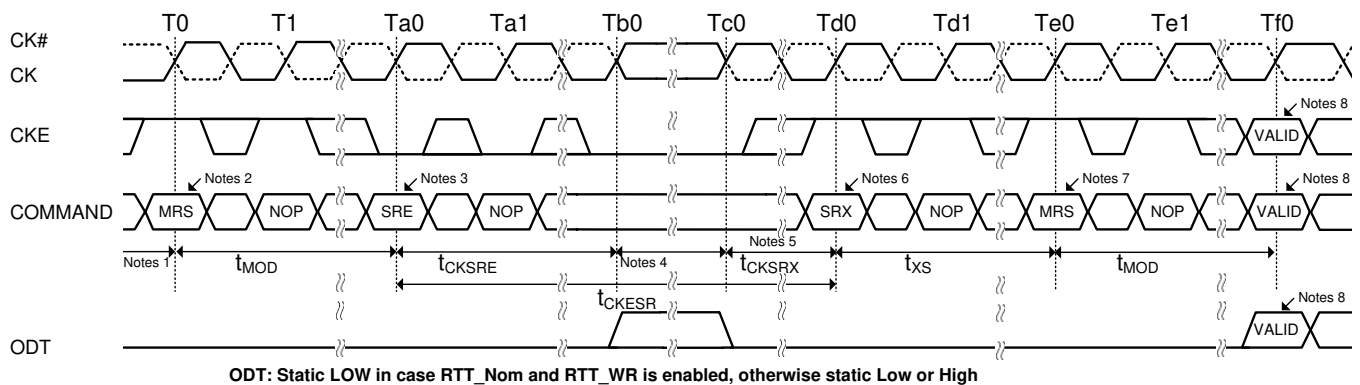 T0 T1 Ta0 Ta1 Tb0 Tc0 Td0 Td1 Te0 Te1 Tf0
CK#
CK
Notes 8
CKE
VALID
Notes 2 Notes 3 Notes 6 Notes 7 Notes 8
COMMAND MRS NOP SRE NOP SRX NOP MRS NOP VALID
Notes 1 tMOD tCKSRE Notes 4 Notes 5 tCKSRX tXS tMOD
tCKESR
Notes 8
VALID
ODT
ODT: Static LOW in case RTT_Nom and RTT_WR is enabled, otherwise static Low or High